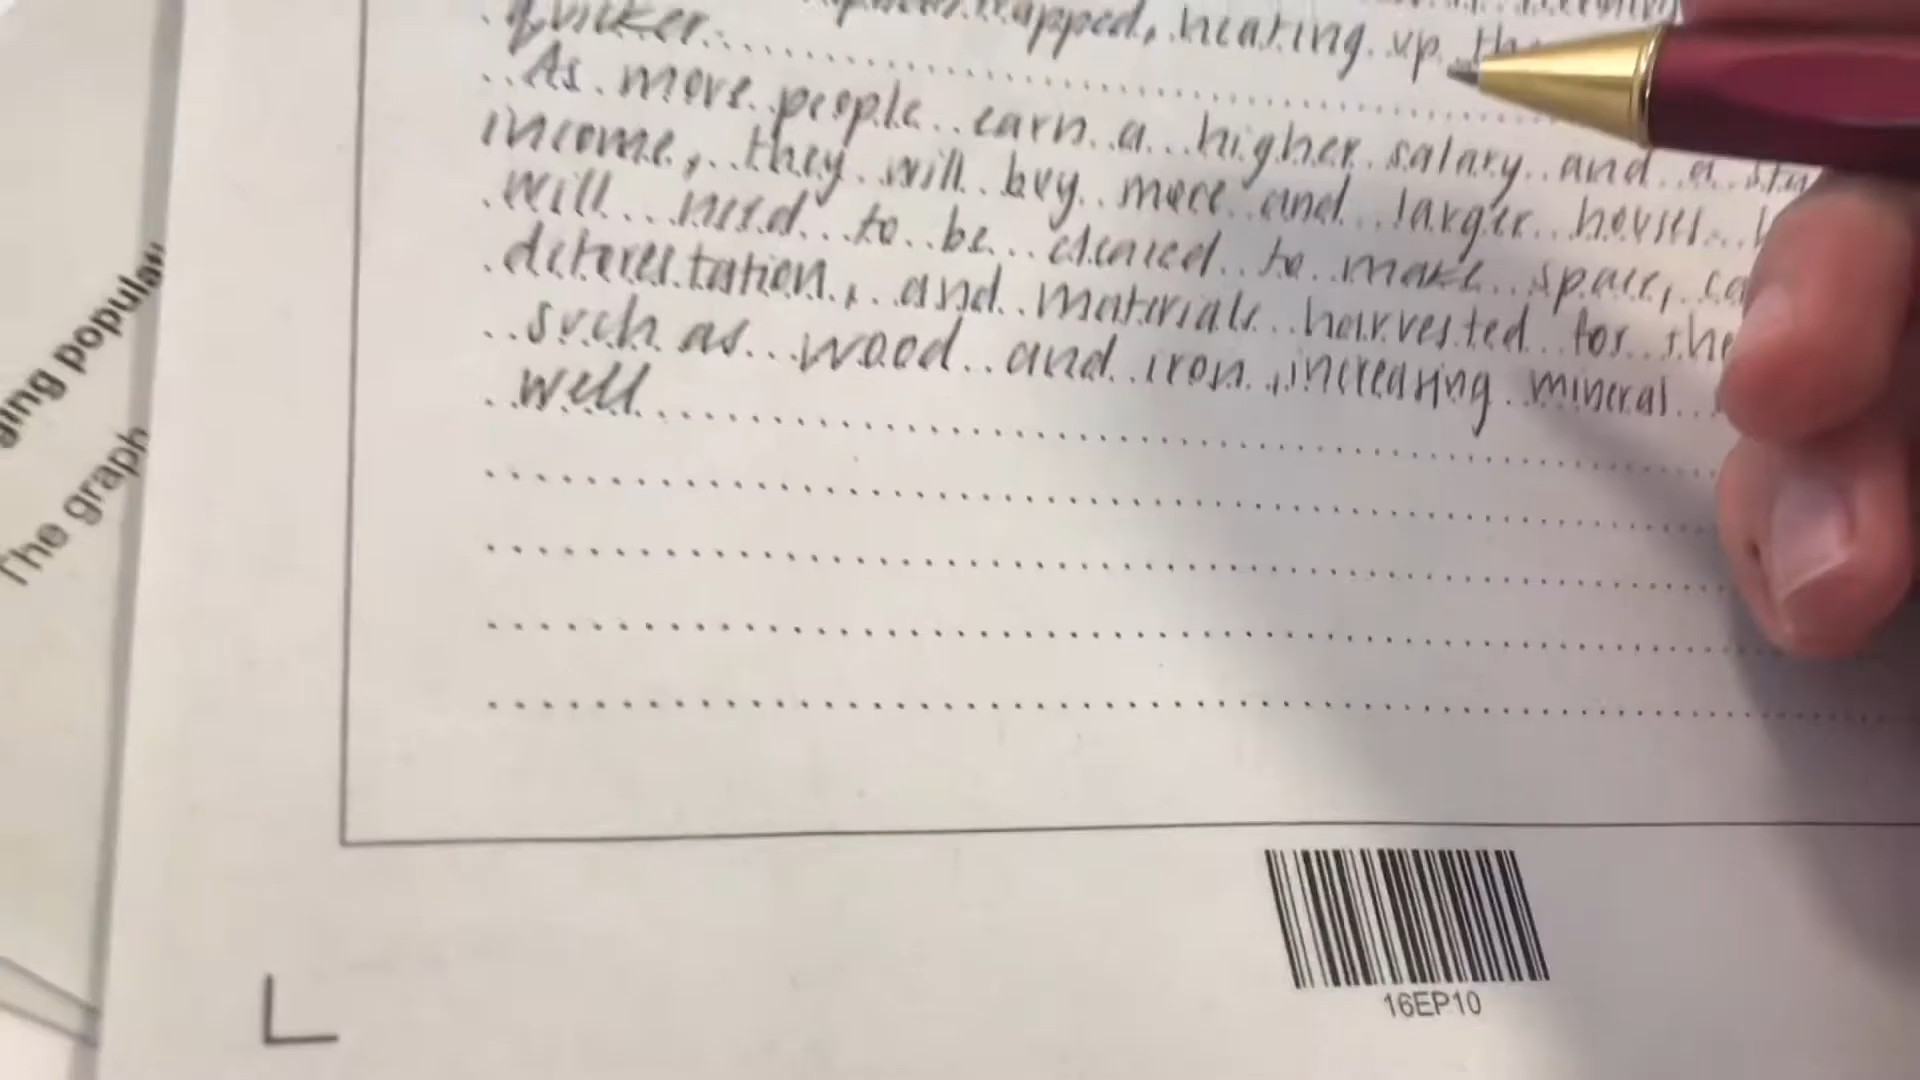 trapped, heating up the
quicker.
As more people earn a higher salary and a
income, they will buy more and larger houses.
will need to be cleared to make space,
deforestation, and materials harvested for
such as wood and iron, increasing mineral
well
ang popula
The graph
16EP10